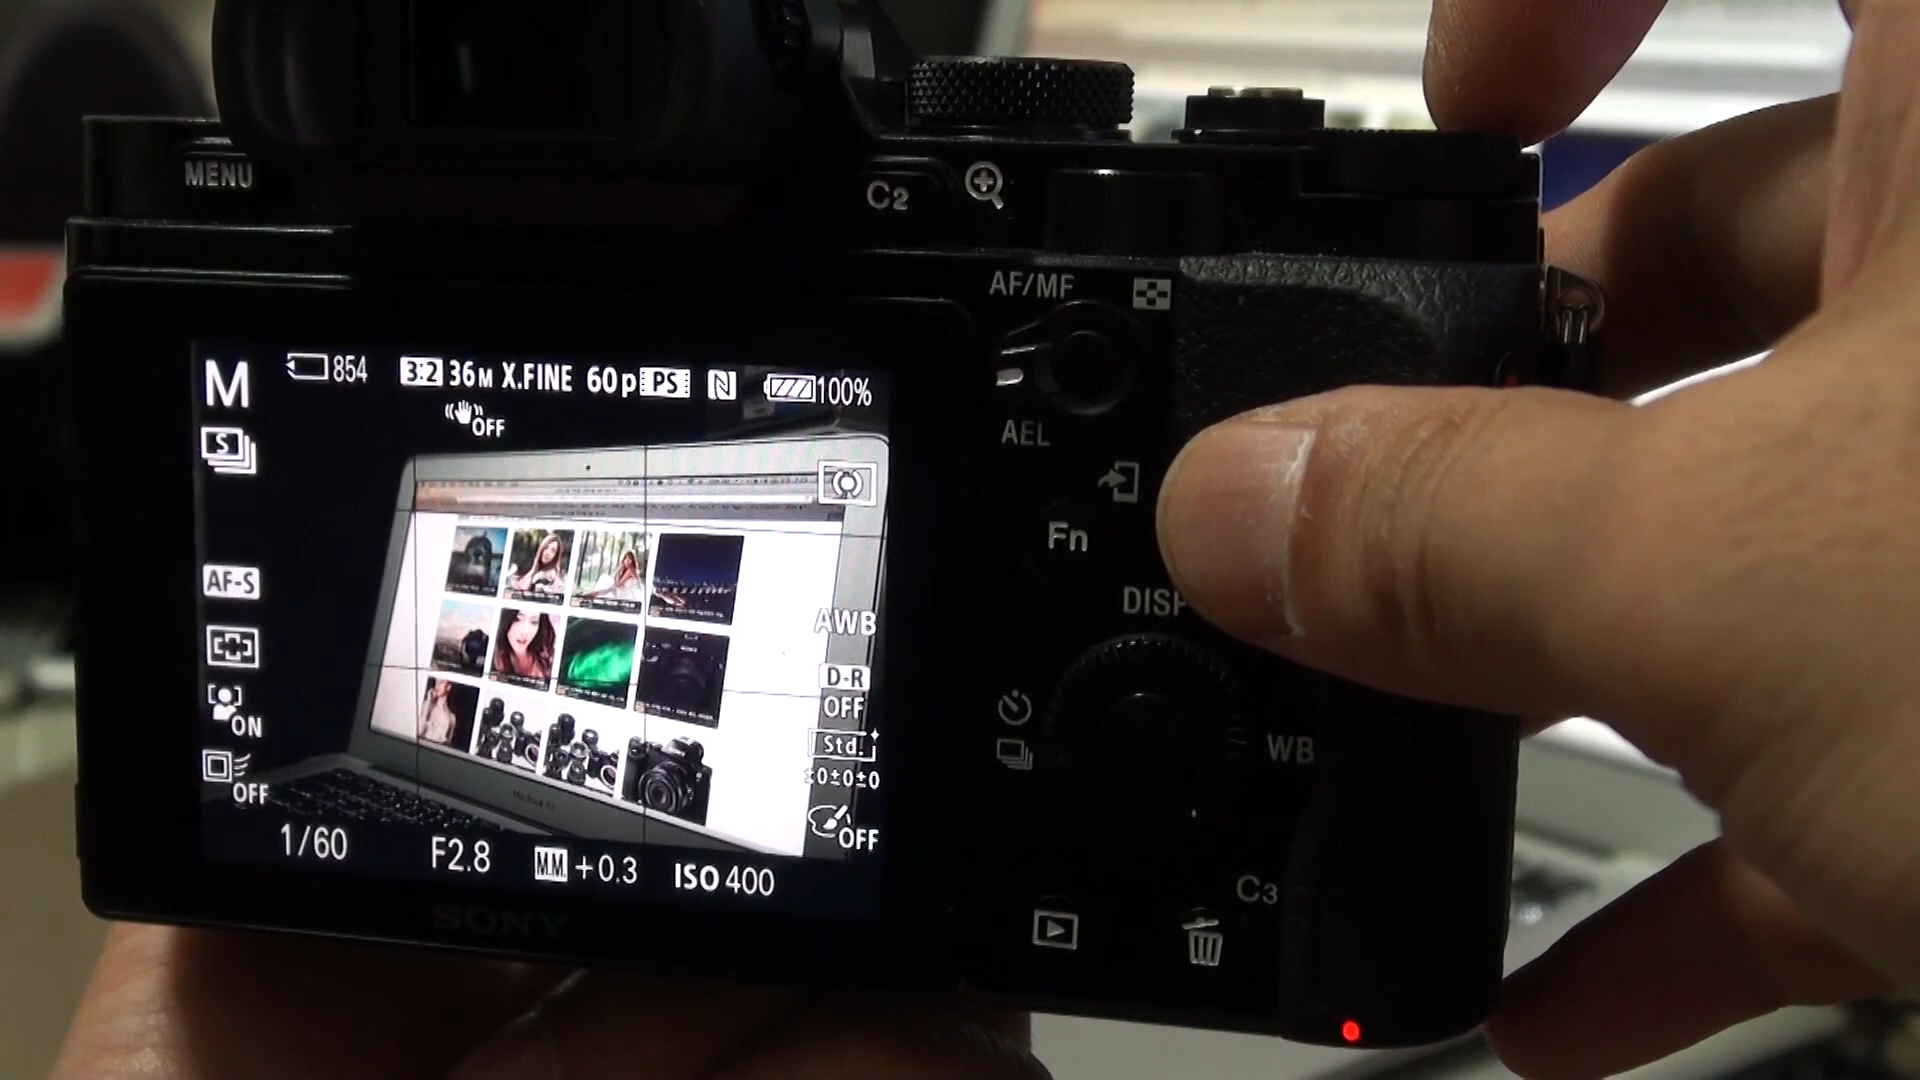 MENU
C2
AF/MF
M
854
3:2 36M X.FINE 60p PS N 100%
OFF
S
AEL
Fn
AF-S
AWB
DISP
D-R
OFF
ON
Std.
±0±0±0
WB
OFF
OFF
1/60 F2.8 M.M. +0.3 ISO 400
C3
SONY